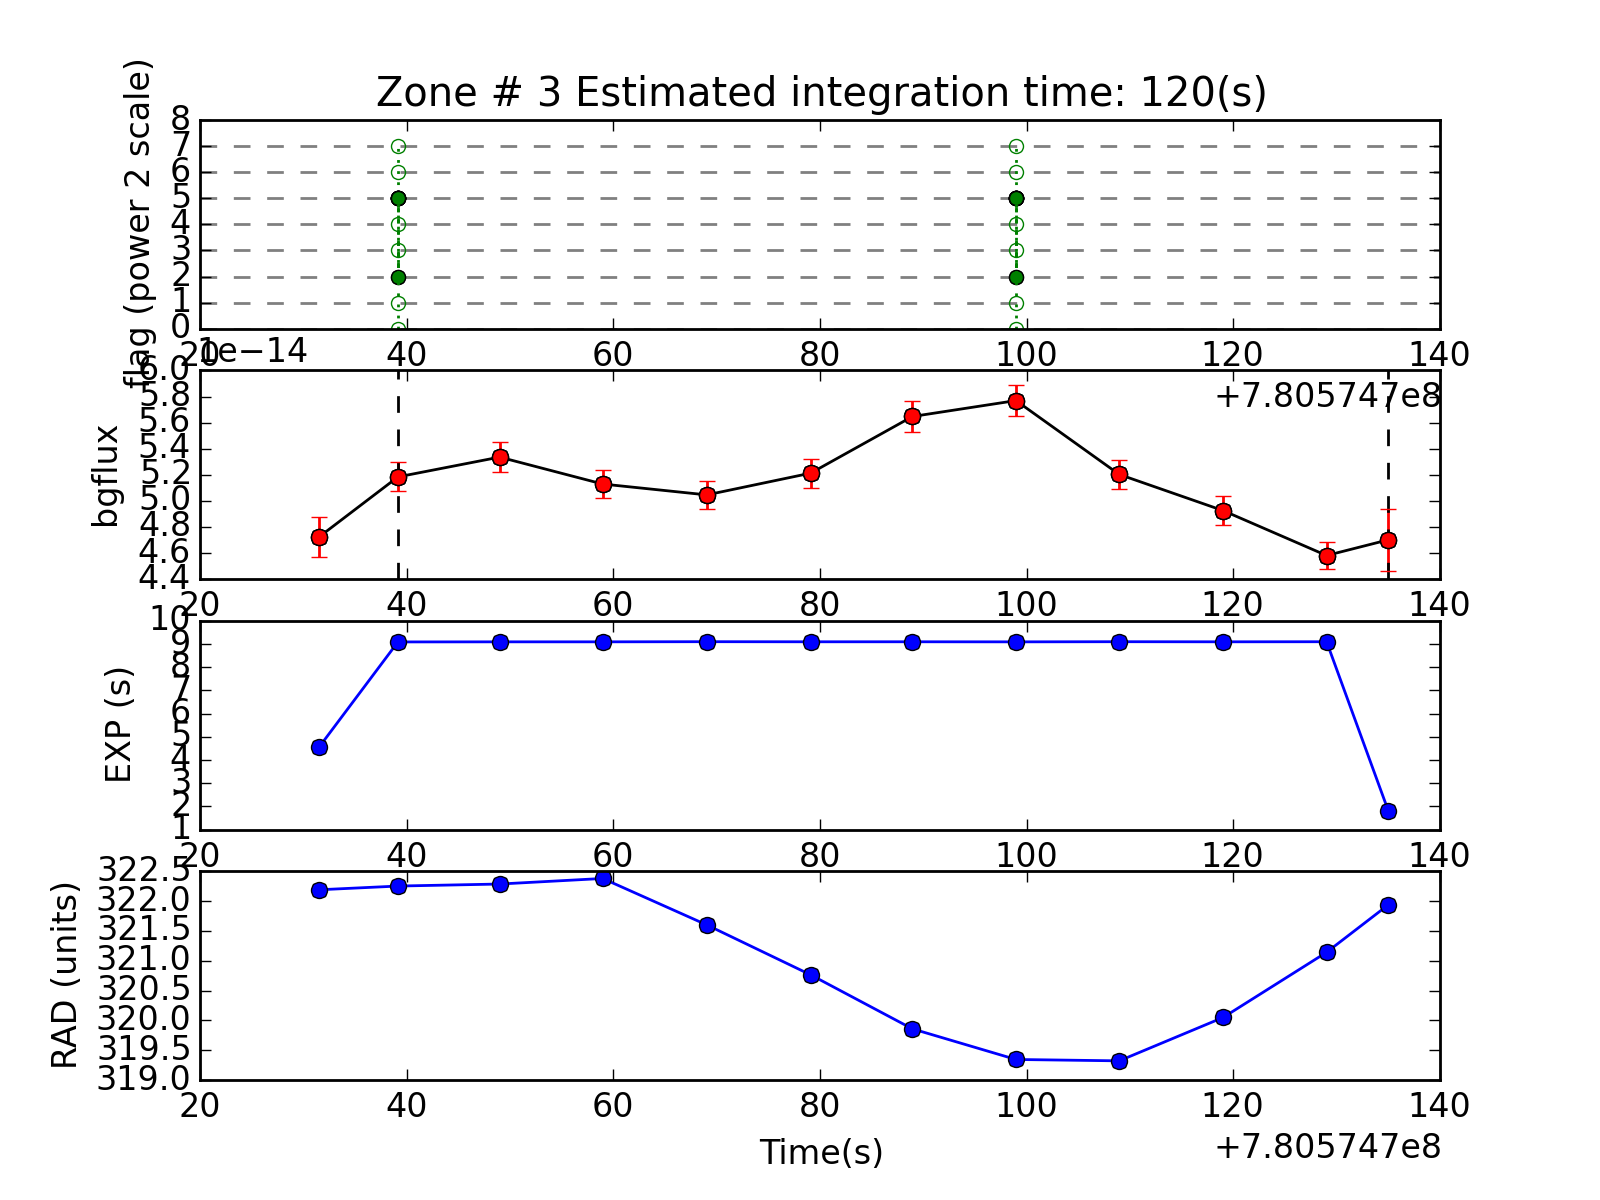 Zone # 3 Estimated integration time: 120(s)
flag (power 2 scale)
8
7
6
5
4
3
2
1
0
20 40 60 80 100 120 140
+7.805747e8
1e−14
bgflux
6.0
5.8
5.6
5.4
5.2
5.0
4.8
4.6
4.4
20 40 60 80 100 120 140
EXP (s)
10
9
8
7
6
5
4
3
2
1
20 40 60 80 100 120 140
RAD (units)
322.5
322.0
321.5
321.0
320.5
320.0
319.5
319.0
20 40 60 80 100 120 140
Time(s)
+7.805747e8